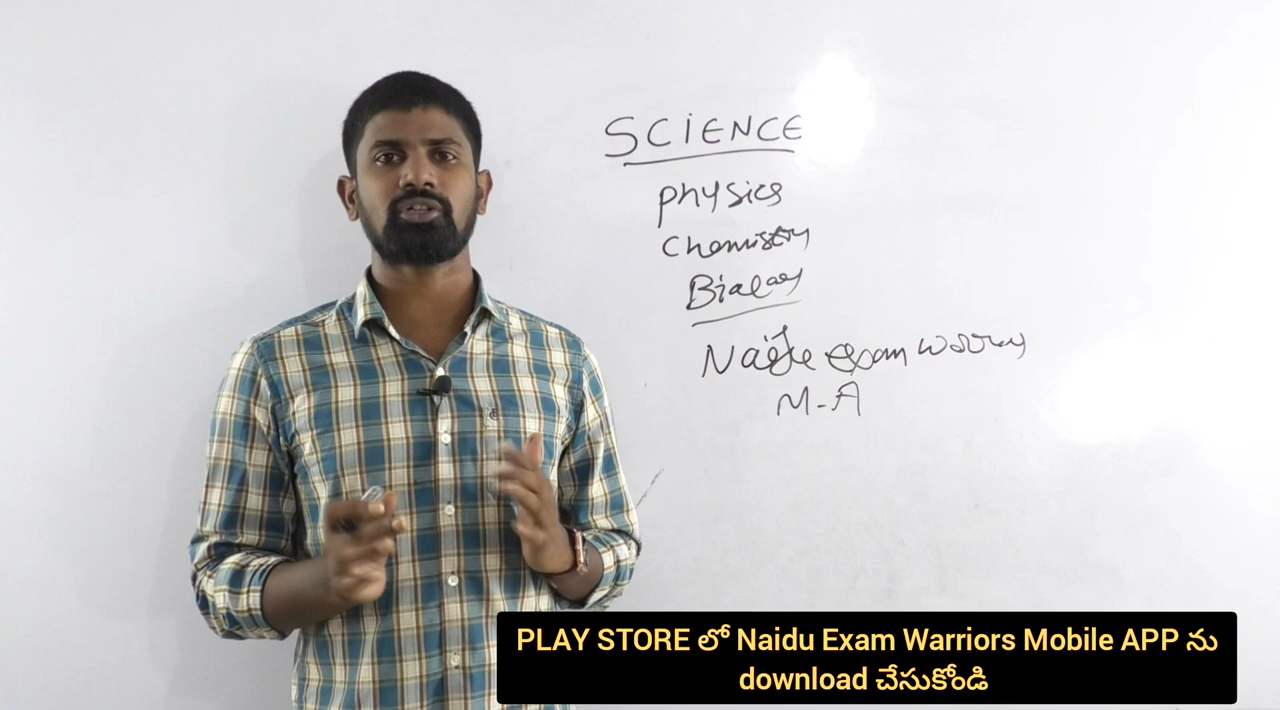 SCIENCE
Physics
Chemistry
Biology
Naidu Exam Warriors
M-A
PLAY STORE లో Naidu Exam Warriors Mobile APP ను
download చేసుకోండి